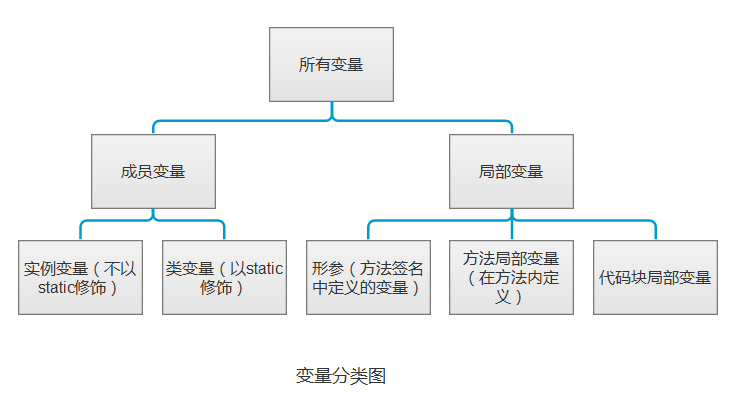 所有变量
成员变量
局部变量
实例变量（不以
static修饰）
类变量（以static
修饰）
形参（方法签名
中定义的变量）
方法局部变量
（在方法内定
义）
代码块局部变量
变量分类图